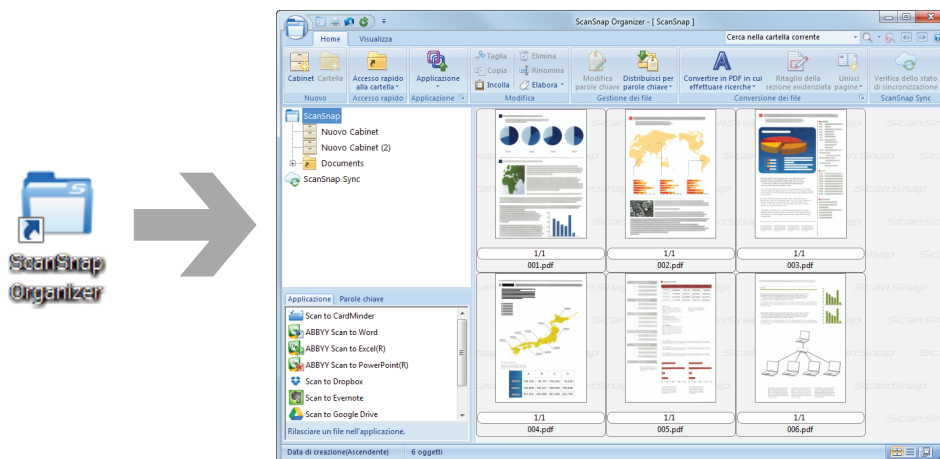 ScanSnap
Organizer
ScanSnap Organizer - [ ScanSnap ]
Home Visualizza
Cerca nella cartella corrente
Cabinet Cartella
Nuovo
Accesso rapido
alla cartella
Accesso rapido
Applicazione
Applicazione
Taglia
Copia
Incolla
Elimina
Rinomina
Elabora
Modifica
Modifica
parole chiave
Distribuisci per
parole chiave
Gestione dei file
Convertire in PDF in cui
effettuare ricerche
Ritaglio della
sezione evidenziata
Unisci
pagine
Conversione dei file
Verifica dello stato
di sincronizzazione
ScanSnap Sync
ScanSnap
Nuovo Cabinet
Nuovo Cabinet (2)
Documents
ScanSnap Sync
Applicazione Parole chiave
Scan to CardMinder
ABBYY Scan to Word
ABBYY Scan to Excel(R)
ABBYY Scan to PowerPoint(R)
Scan to Dropbox
Scan to Evernote
Scan to Google Drive
Rilasciare un file nell'applicazione.
1/1 1/1 1/1
001.pdf 002.pdf 003.pdf
1/1 1/1 1/1
004.pdf 005.pdf 006.pdf
Data di creazione(Ascendente) 6 oggetti